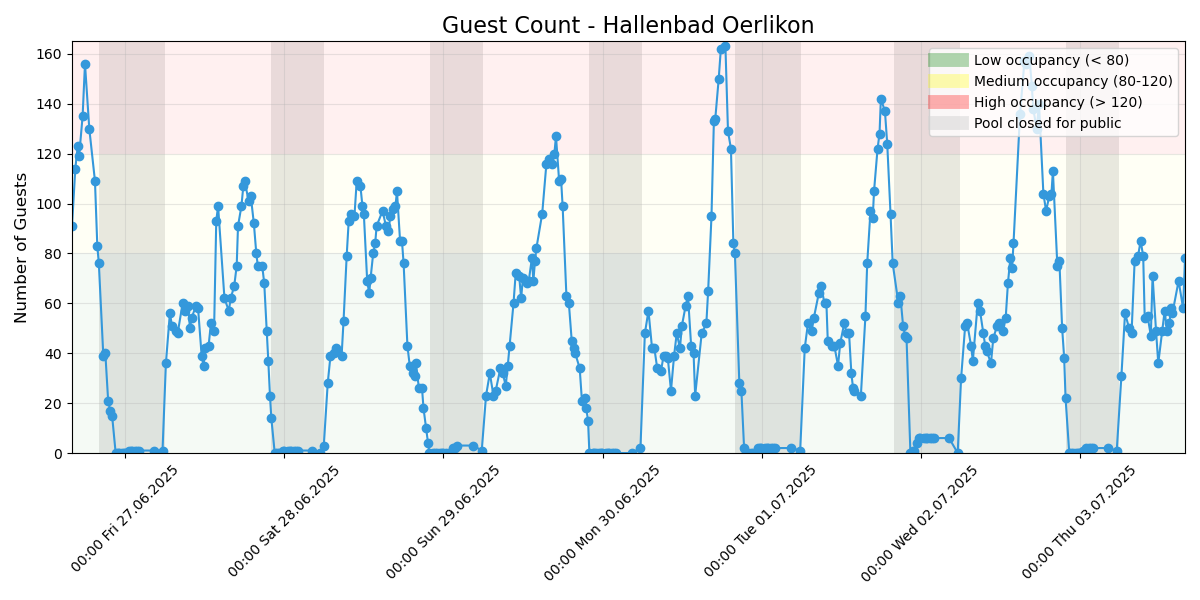 Guest Count - Hallenbad Oerlikon
Low occupancy (< 80)
Medium occupancy (80-120)
High occupancy (> 120)
Pool closed for public
Number of Guests
160
140
120
100
80
60
40
20
0
00:00 Fri 27.06.2025
00:00 Sat 28.06.2025
00:00 Sun 29.06.2025
00:00 Mon 30.06.2025
00:00 Tue 01.07.2025
00:00 Wed 02.07.2025
00:00 Thu 03.07.2025